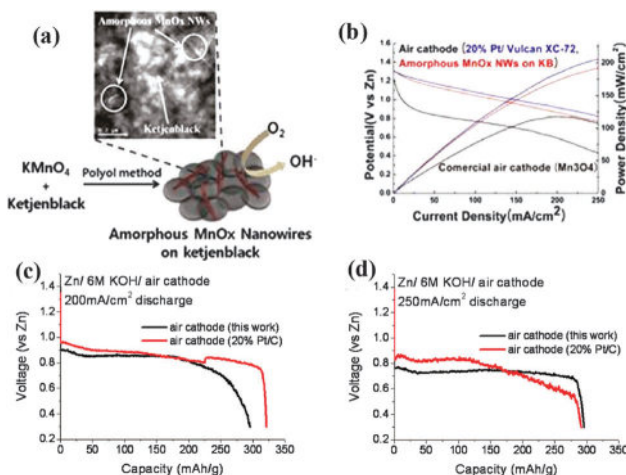 (a)
Amorphous MnOx NWs
Ketjenblack
KMnO4
+
Ketjenblack
Polyol method
O2
OH-
Amorphous MnOx Nanowires
on ketjenblack
(b)
Air cathode (20% Pt/ Vulcan XC-72,
Amorphous MnOx NWs on KB)
Comercial air cathode (Mn3O4)
Potential(V vs Zn)
1.6
1.4
1.2
1.0
0.8
0.6
0.4
0.2
0.0
0 50 100 150 200 250
Current Density(mA/cm2)
200
150
100
50
0
Power Density(mW/cm2)
(c)
Zn/ 6M KOH/ air cathode
200mA/cm2 discharge
air cathode (this work)
air cathode (20% Pt/C)
Voltage (vs Zn)
1.4
1.2
1.0
0.8
0.6
0.4
0.2
0 50 100 150 200 250 300 350
Capacity (mAh/g)
(d)
Zn/ 6M KOH/ air cathode
250mA/cm2 discharge
air cathode (this work)
air cathode (20% Pt/C)
Voltage (vs Zn)
1.4
1.2
1.0
0.8
0.6
0.4
0.2
0 50 100 150 200 250 300 350
Capacity (mAh/g)